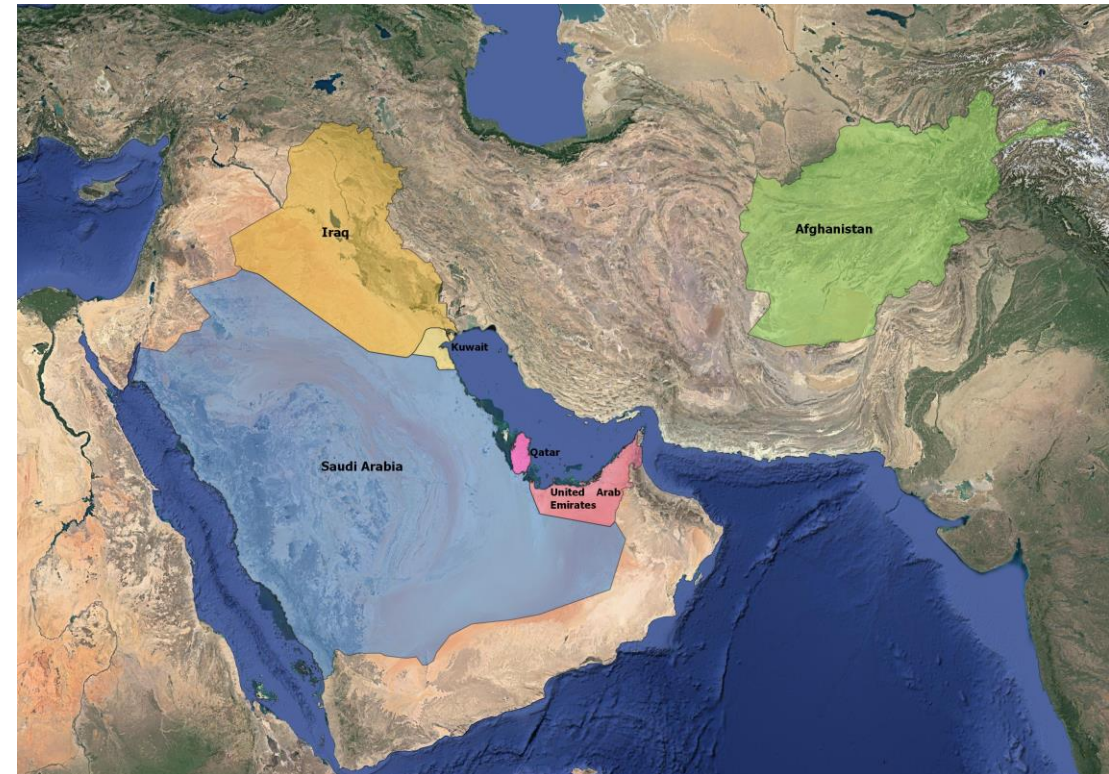 Afghanistan
Iraq
Kuwait
Qatar
Saudi Arabia
United Arab
Emirates